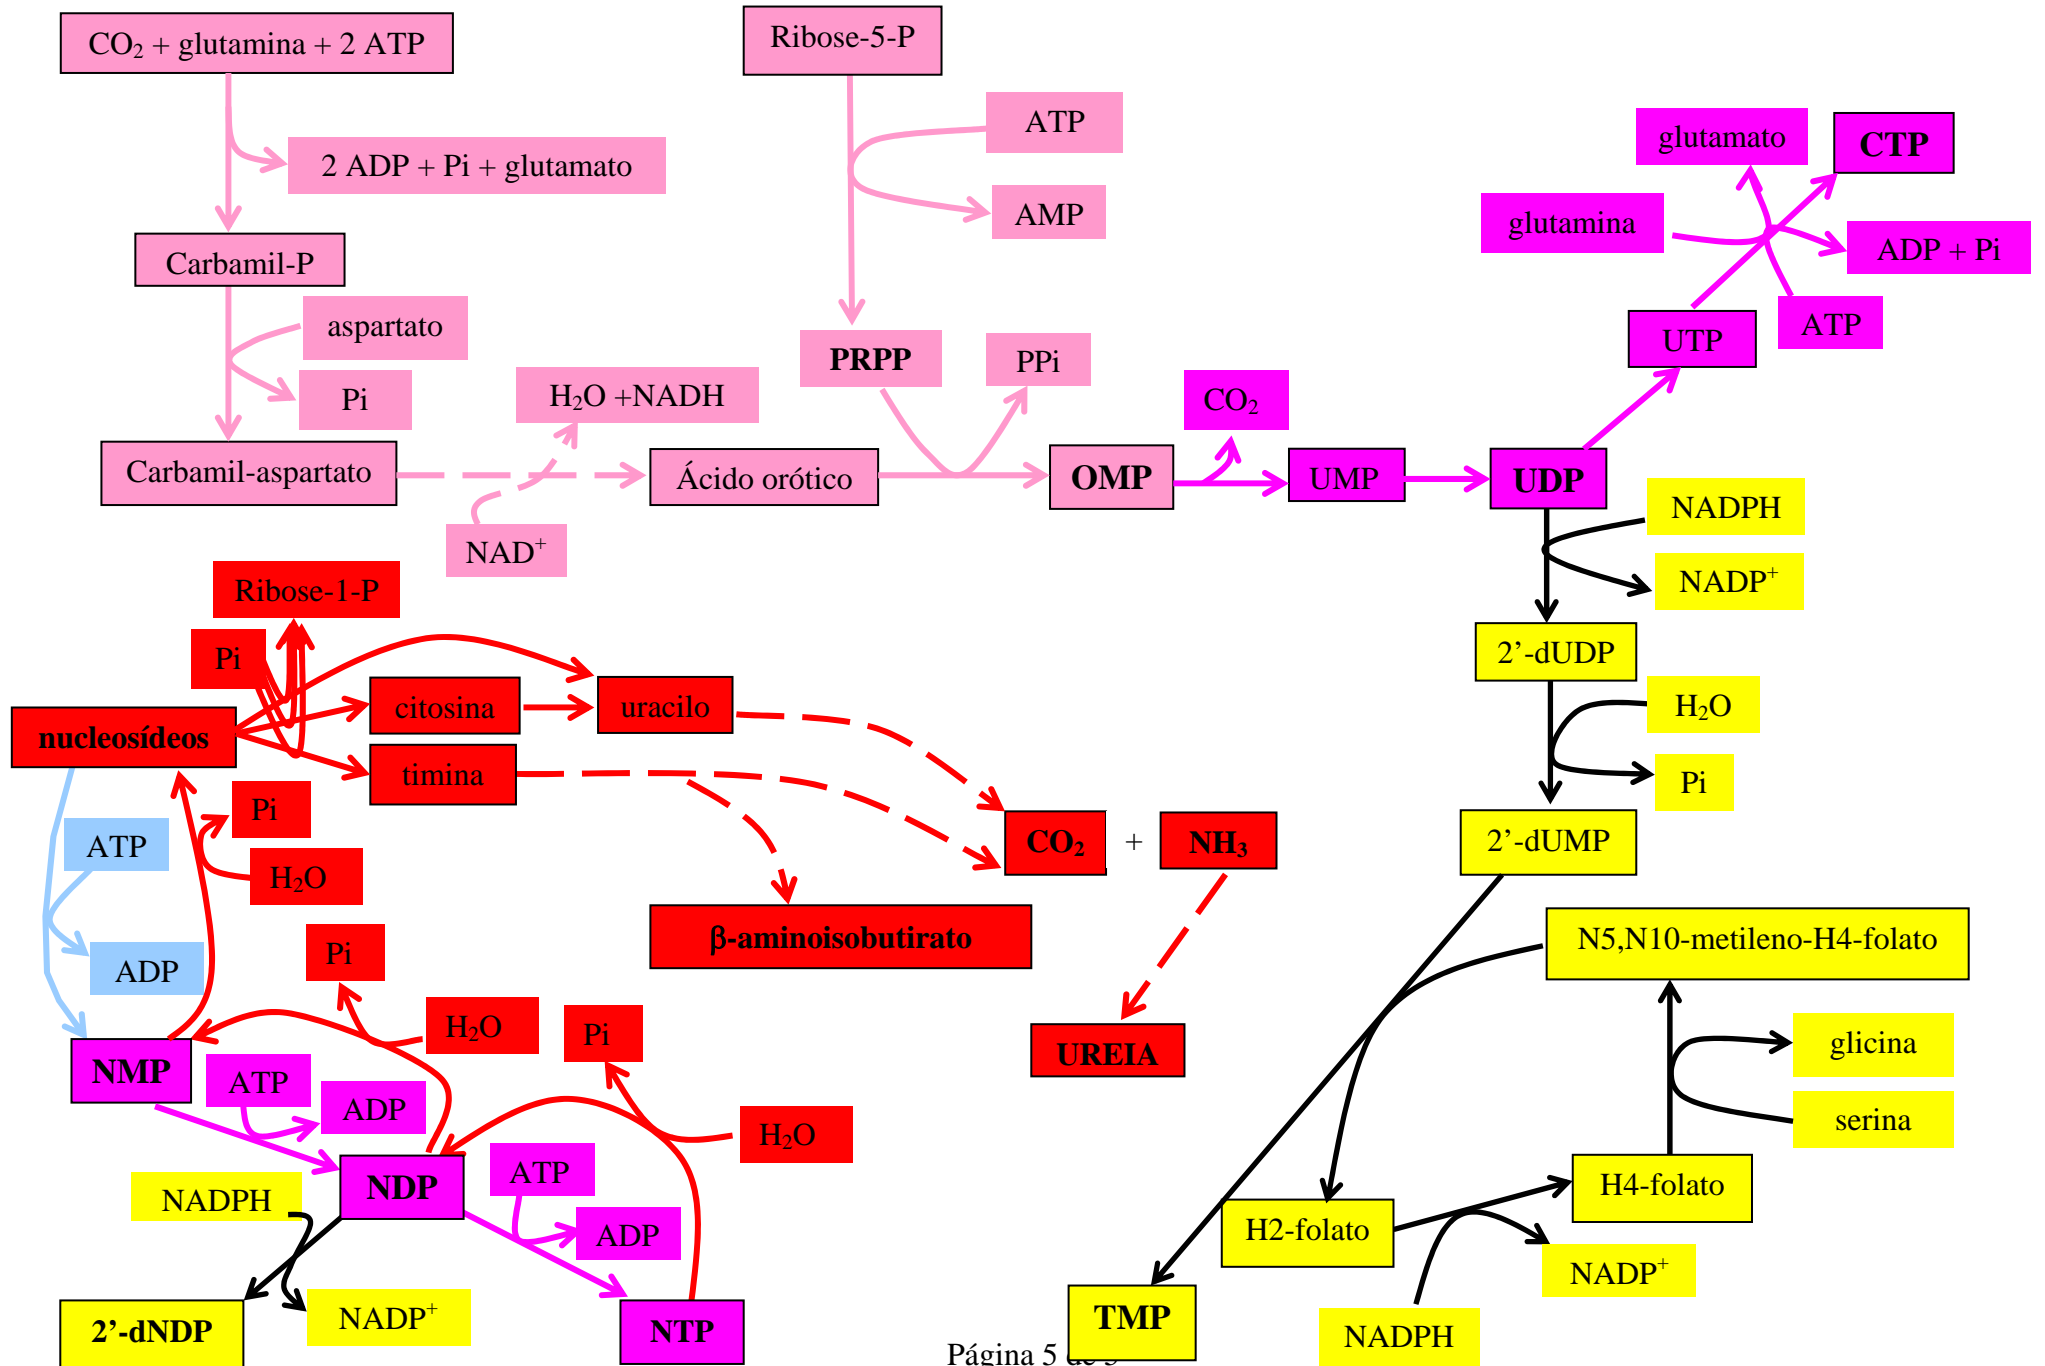 CO₂ + glutamina + 2 ATP
Ribose-5-P
2 ADP + Pi + glutamato
ATP
AMP
glutamato
CTP
glutamina
ADP + Pi
Carbamil-P
aspartato
Pi
UTP
ATP
PRPP
PPi
H₂O +NADH
CO₂
Carbamil-aspartato
Ácido orótico
OMP
UMP
UDP
NAD⁺
NADPH
NADP⁺
Ribose-1-P
Pi
2’-dUDP
citosina
uracilo
nucleosídeos
timina
H₂O
Pi
Pi
ATP
H₂O
CO₂ + NH₃
2’-dUMP
ADP
Pi
β-aminoisobutirato
N5,N10-metileno-H4-folato
H₂O
Pi
UREIA
glicina
NMP
ATP
ADP
H₂O
serina
NADPH
NDP
ATP
ADP
H4-folato
H2-folato
NADP⁺
2’-dNDP
NADP⁺
NTP
TMP
NADPH
Página 5 de 5